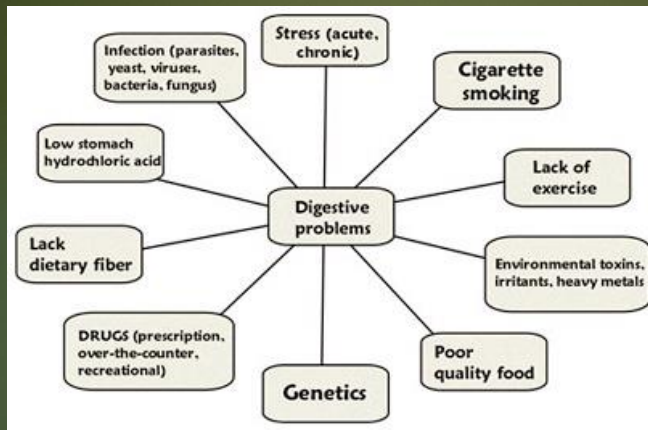 Stress (acute,
chronic)
Infection (parasites,
yeast, viruses,
bacteria, fungus)
Cigarette
smoking
Low stomach
hydrochloric acid
Lack of
exercise
Digestive
problems
Lack
dietary fiber
Environmental toxins,
irritants, heavy metals
DRUGS (prescription,
over-the-counter,
recreational)
Poor
quality food
Genetics